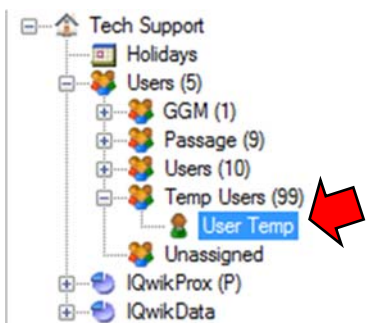 Tech Support
Holidays
Users (5)
GGM (1)
Passage (9)
Users (10)
Temp Users (99)
User Temp
Unassigned
IQwikProx (P)
IQwikData